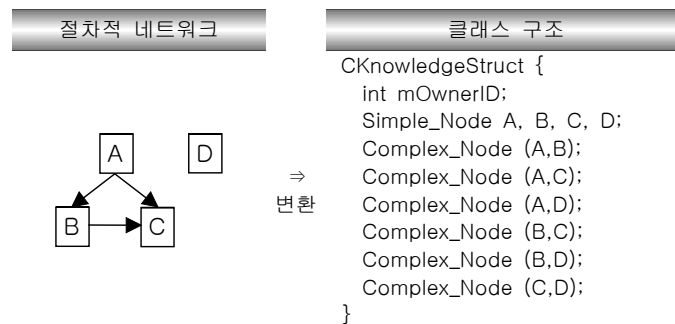 절차적 네트워크
클래스 구조
A
D
B
C
⇒
변환
CKnowledgeStruct {
int mOwnerID;
Simple_Node A, B, C, D;
Complex_Node (A,B);
Complex_Node (A,C);
Complex_Node (A,D);
Complex_Node (B,C);
Complex_Node (B,D);
Complex_Node (C,D);
}